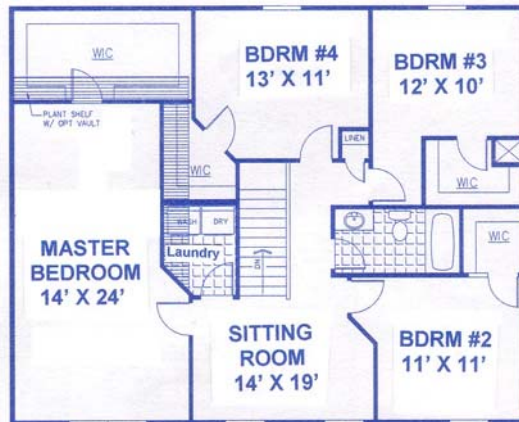 WIC
BDRM #4
13' X 11'
BDRM #3
12' X 10'
PLANT SHELF
W/ OPT VAULT
LINEN
WIC
WIC
WASH
DRY
Laundry
WIC
MASTER
BEDROOM
14' X 24'
DN
SITTING
ROOM
14' X 19'
BDRM #2
11' X 11'